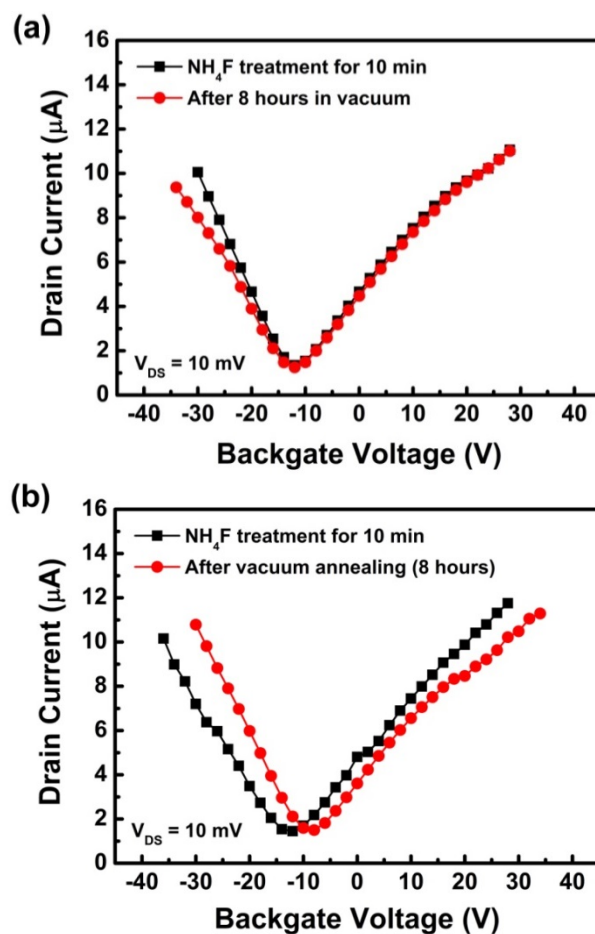 (a)
16
14
12
10
8
6
4
2
0
Drain Current (μA)
NH₄F treatment for 10 min
After 8 hours in vacuum
V_DS = 10 mV
-40 -30 -20 -10 0 10 20 30 40
Backgate Voltage (V)
(b)
16
14
12
10
8
6
4
2
0
Drain Current (μA)
NH₄F treatment for 10 min
After vacuum annealing (8 hours)
V_DS = 10 mV
-40 -30 -20 -10 0 10 20 30 40
Backgate Voltage (V)